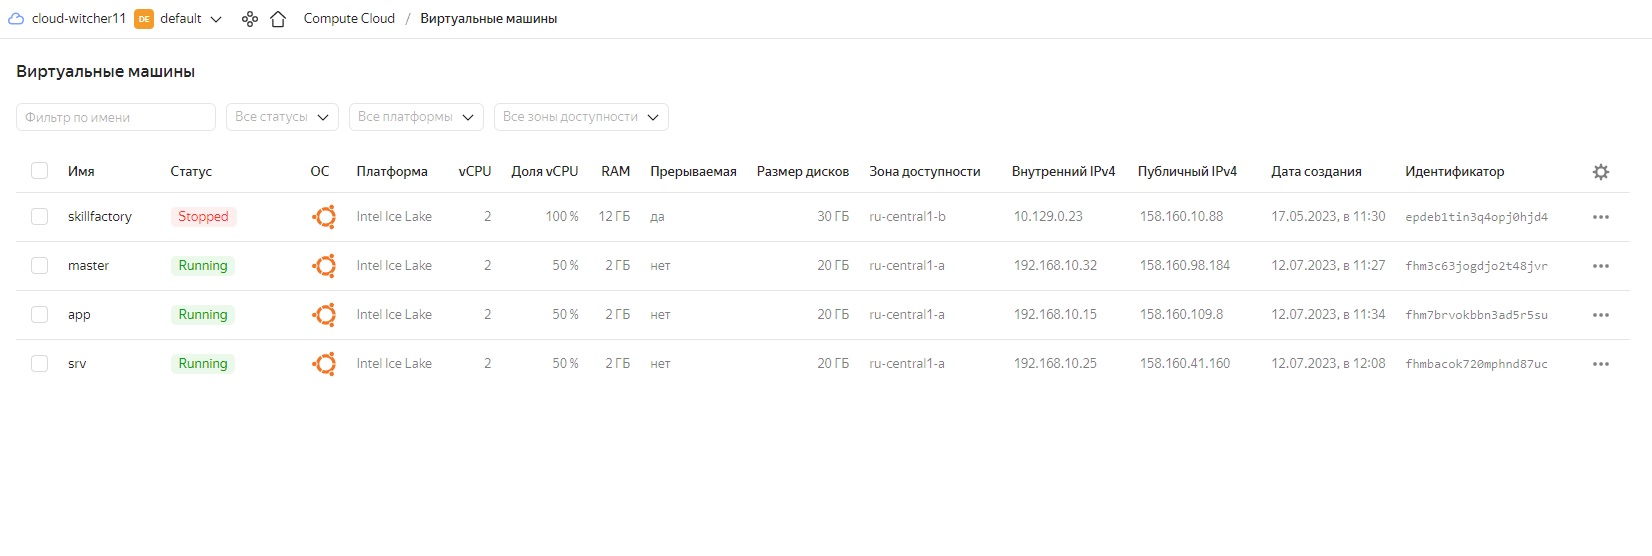 cloud-witcher11 DE default Compute Cloud / Виртуальные машины
Виртуальные машины
Фильтр по имени Все статусы Все платформы Все зоны доступности
Имя Статус ОС Платформа vCPU Доля vCPU RAM Прерываемая Размер дисков Зона доступности Внутренний IPv4 Публичный IPv4 Дата создания Идентификатор
skillfactory Stopped Intel Ice Lake 2 100 % 12 ГБ да 30 ГБ ru-central1-b 10.129.0.23 158.160.10.88 17.05.2023, в 11:30 epdeb1tin3q4opj0hjd4
master Running Intel Ice Lake 2 50 % 2 ГБ нет 20 ГБ ru-central1-a 192.168.10.32 158.160.98.184 12.07.2023, в 11:27 fhm3c63jogdjo2t48jvr
app Running Intel Ice Lake 2 50 % 2 ГБ нет 20 ГБ ru-central1-a 192.168.10.15 158.160.109.8 12.07.2023, в 11:34 fhm7brvokbbn3ad5r5su
srv Running Intel Ice Lake 2 50 % 2 ГБ нет 20 ГБ ru-central1-a 192.168.10.25 158.160.41.160 12.07.2023, в 12:08 fhmbacok720mphnd87uc